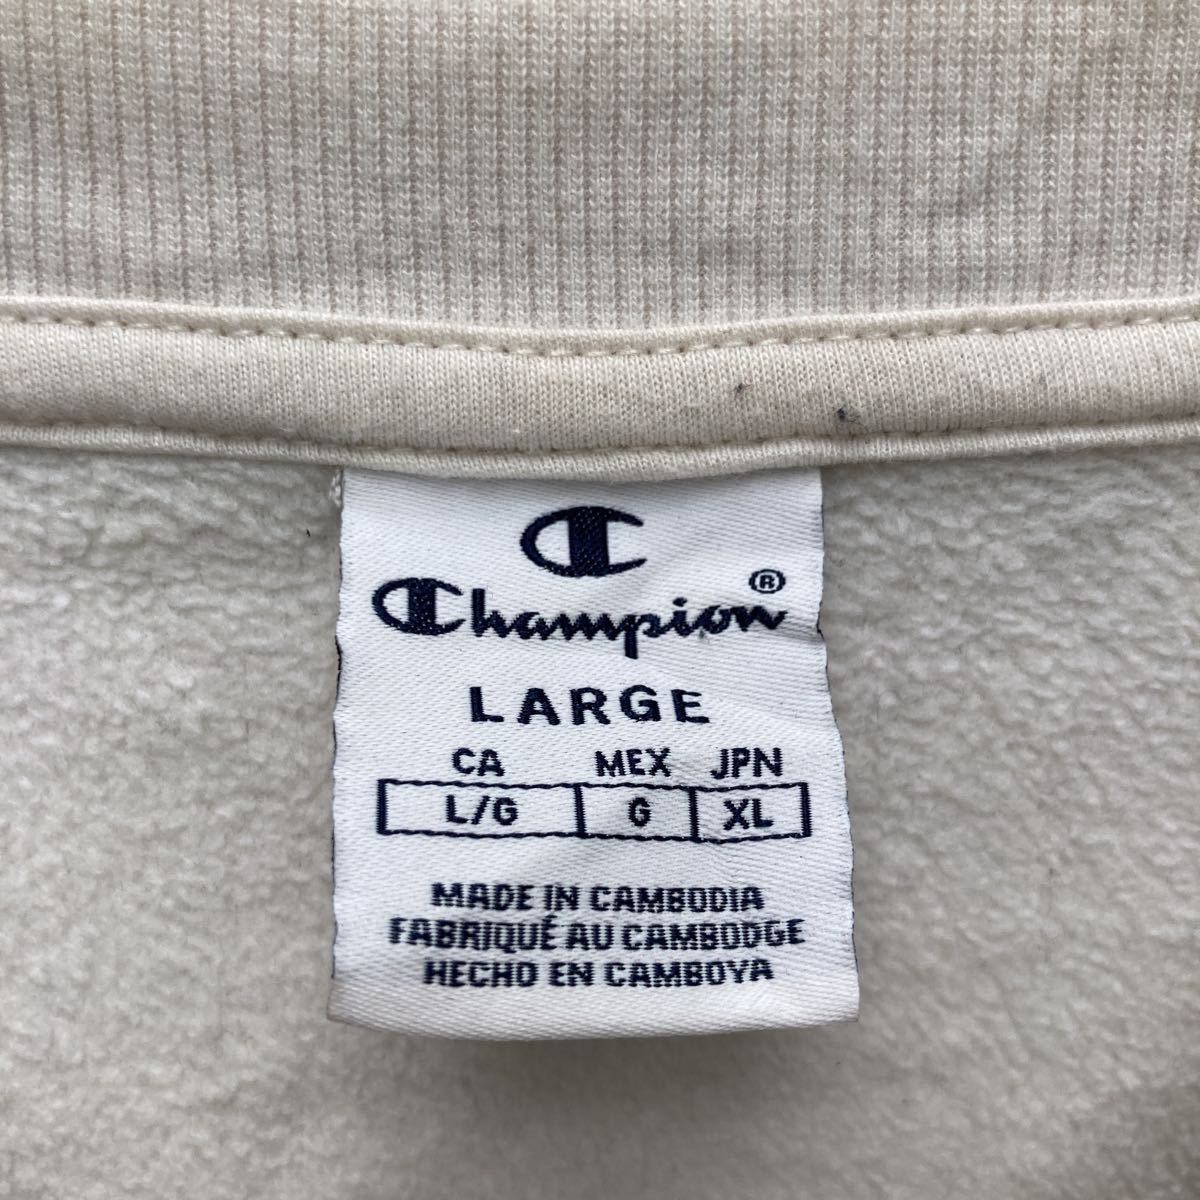 Champion®
LARGE
CA MEX JPN
L/G G XL
MADE IN CAMBODIA
FABRIQUÉ AU CAMBODGE
HECHO EN CAMBOYA